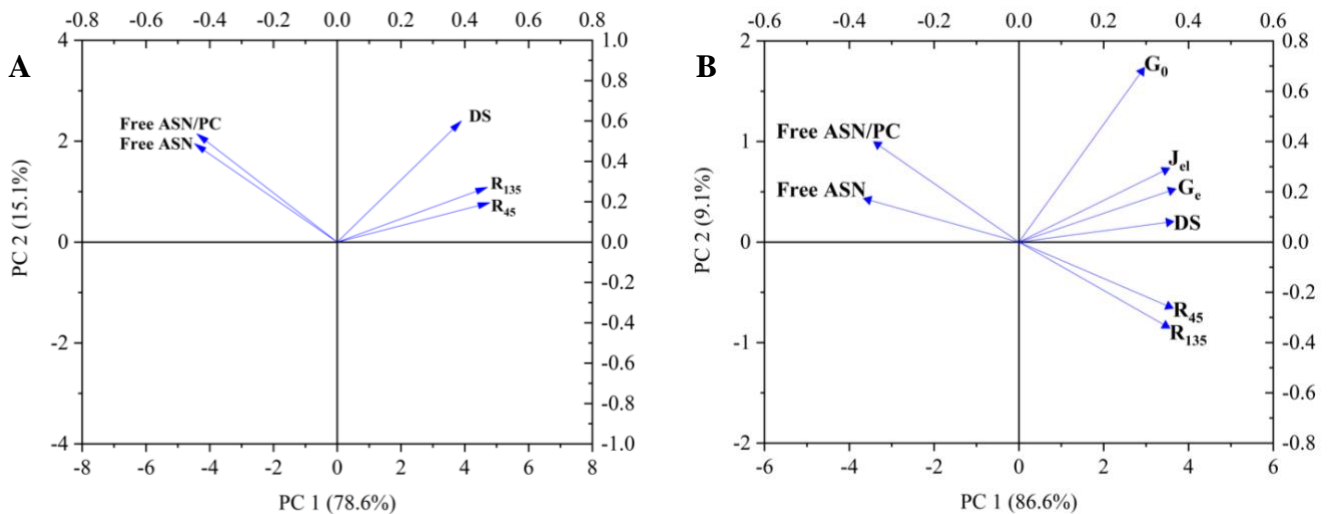 A
-0.8 -0.6 -0.4 -0.2 0.0 0.2 0.4 0.6 0.8
4 1.0
0.8
DS 0.6
Free ASN/PC
2
Free ASN 0.4
R135
R45 0.2
0 0.0
-0.2
-2 -0.4
-0.6
-0.8
-4 -1.0
-8 -6 -4 -2 0 2 4 6 8
PC 2 (15.1%)
PC 1 (78.6%)
B
-0.6 -0.4 -0.2 0.0 0.2 0.4 0.6
2 0.8
G0
0.6
Free ASN/PC
1 0.4
Jel
Free ASN Ge 0.2
DS
0 0.0
-0.2
R45
R135
-1 -0.4
-0.6
-2 -0.8
-6 -4 -2 0 2 4 6
PC 2 (9.1%)
PC 1 (86.6%)